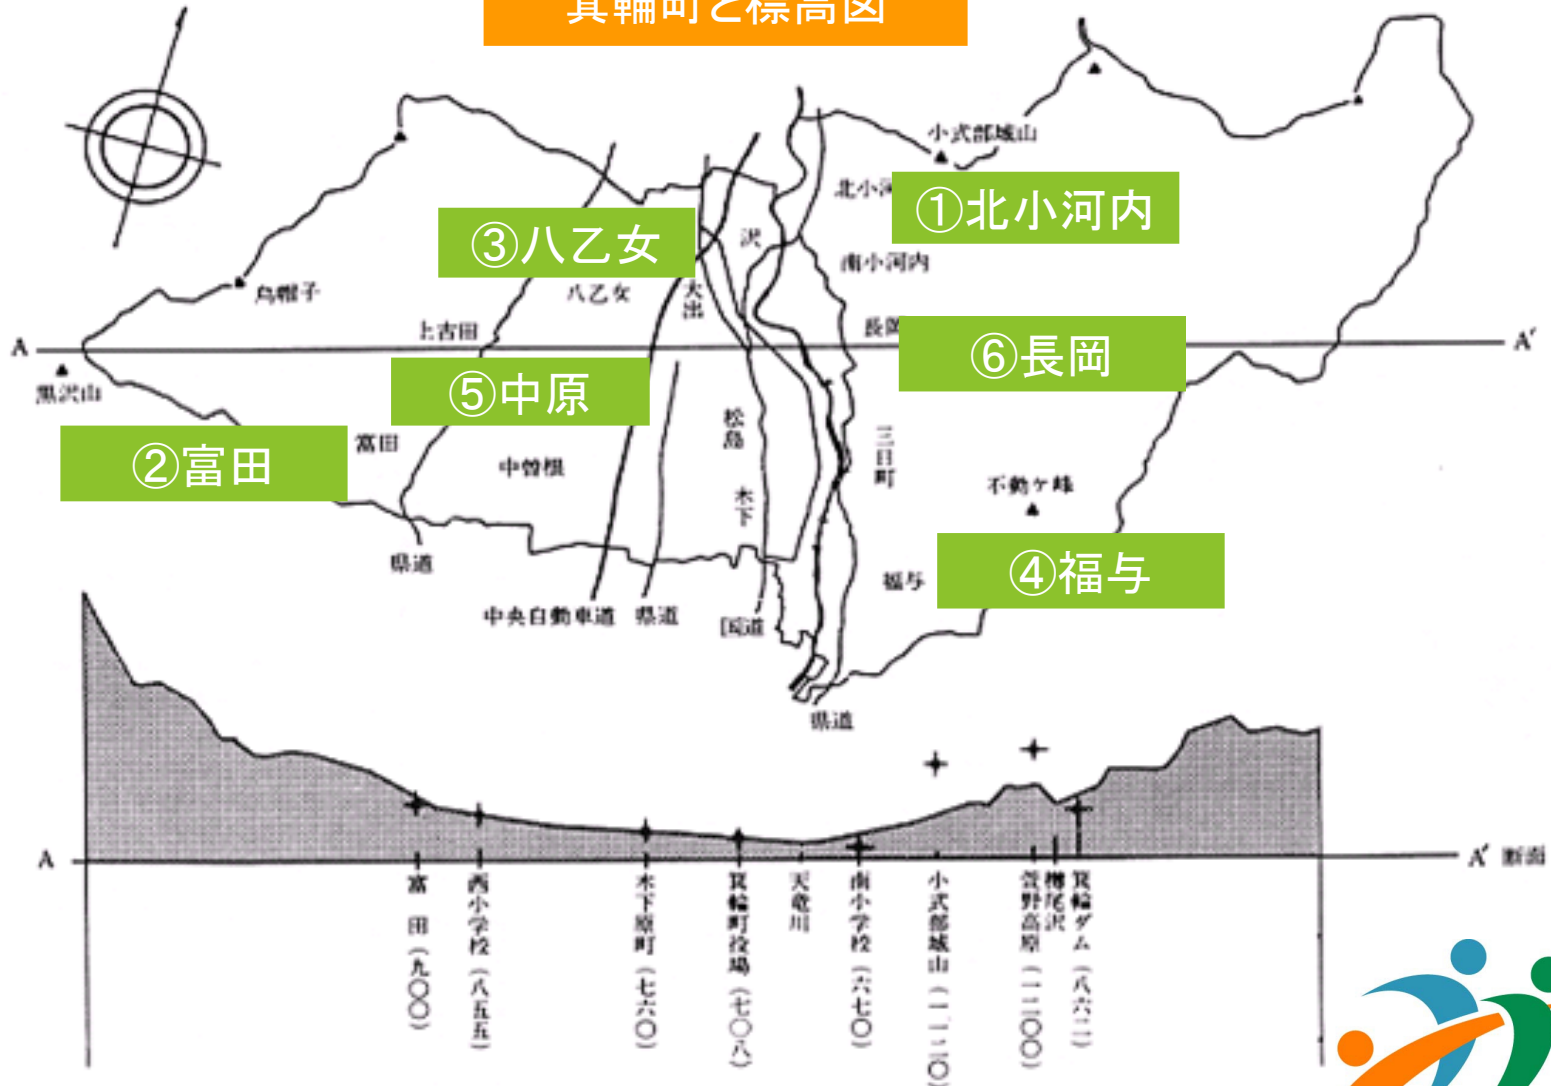 箕輪町と標高図
小式部城山
北小河
①北小河内
③八乙女
沢
南小河内
烏帽子
八乙女
大出
上古田
長岡
A
A'
⑥長岡
黒沢山
⑤中原
松島
富田
②富田
中曽根
三日町
木下
不動ケ峰
県道
④福与
福与
中央自動車道
県道
国道
県道
A
A' 断面
富田(九〇〇)
西小学校(八五五)
木下原町(七六〇)
箕輪町役場(七〇八)
天竜川
南小学校(六七〇)
小式部城山
萱野高原(一二〇〇)
樽尾沢
箕輪ダム